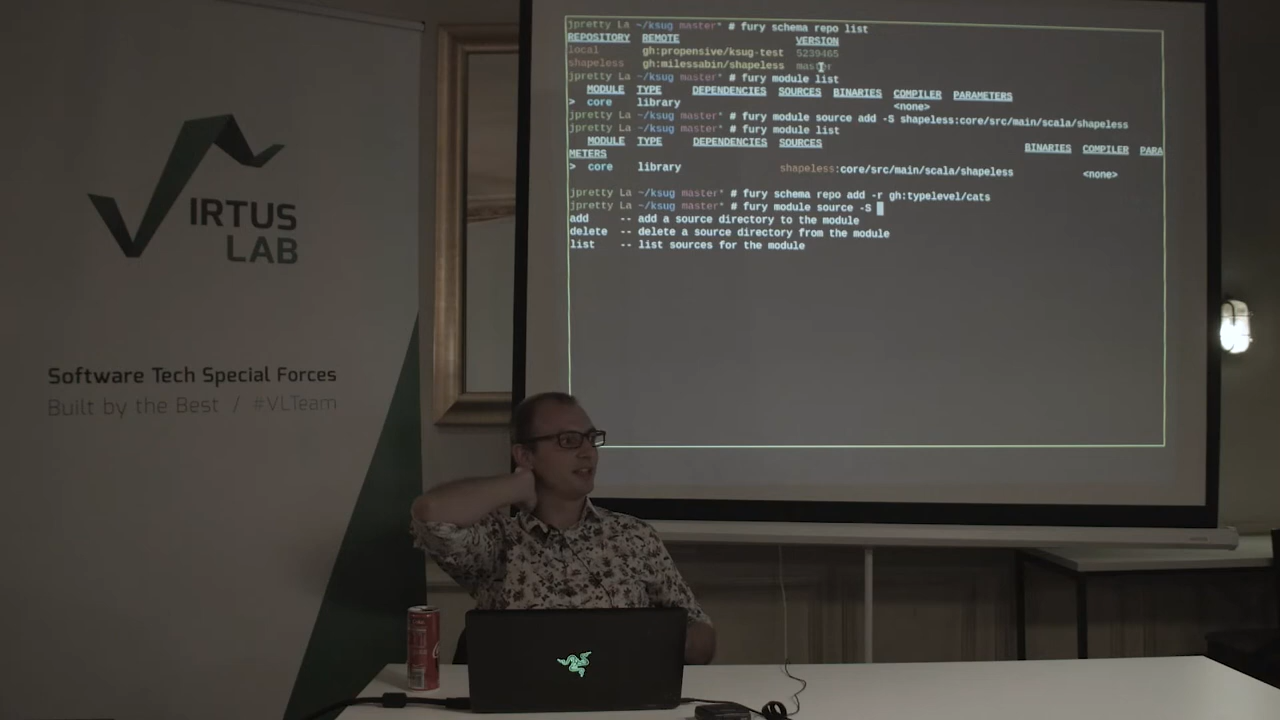 IRTUS
LAB
Software Tech Special Forces
Built by the Best / #VLTeam
jpretty La ~/ksug master* # fury schema repo list
REPOSITORY REMOTE VERSION
local gh:propensive/ksug-test 5239465
shapeless gh:milessabin/shapeless master
jpretty La ~/ksug master* # fury module list
MODULE TYPE DEPENDENCIES SOURCES BINARIES COMPILER PARAMETERS
> core library <none>
jpretty La ~/ksug master* # fury module source add -S shapeless:core/src/main/scala/shapeless
jpretty La ~/ksug master* # fury module list
MODULE TYPE DEPENDENCIES SOURCES BINARIES COMPILER PARA
METERS
> core library shapeless:core/src/main/scala/shapeless <none>
jpretty La ~/ksug master* # fury schema repo add -r gh:typelevel/cats
jpretty La ~/ksug master* # fury module source -S
add -- add a source directory to the module
delete -- delete a source directory from the module
list -- list sources for the module